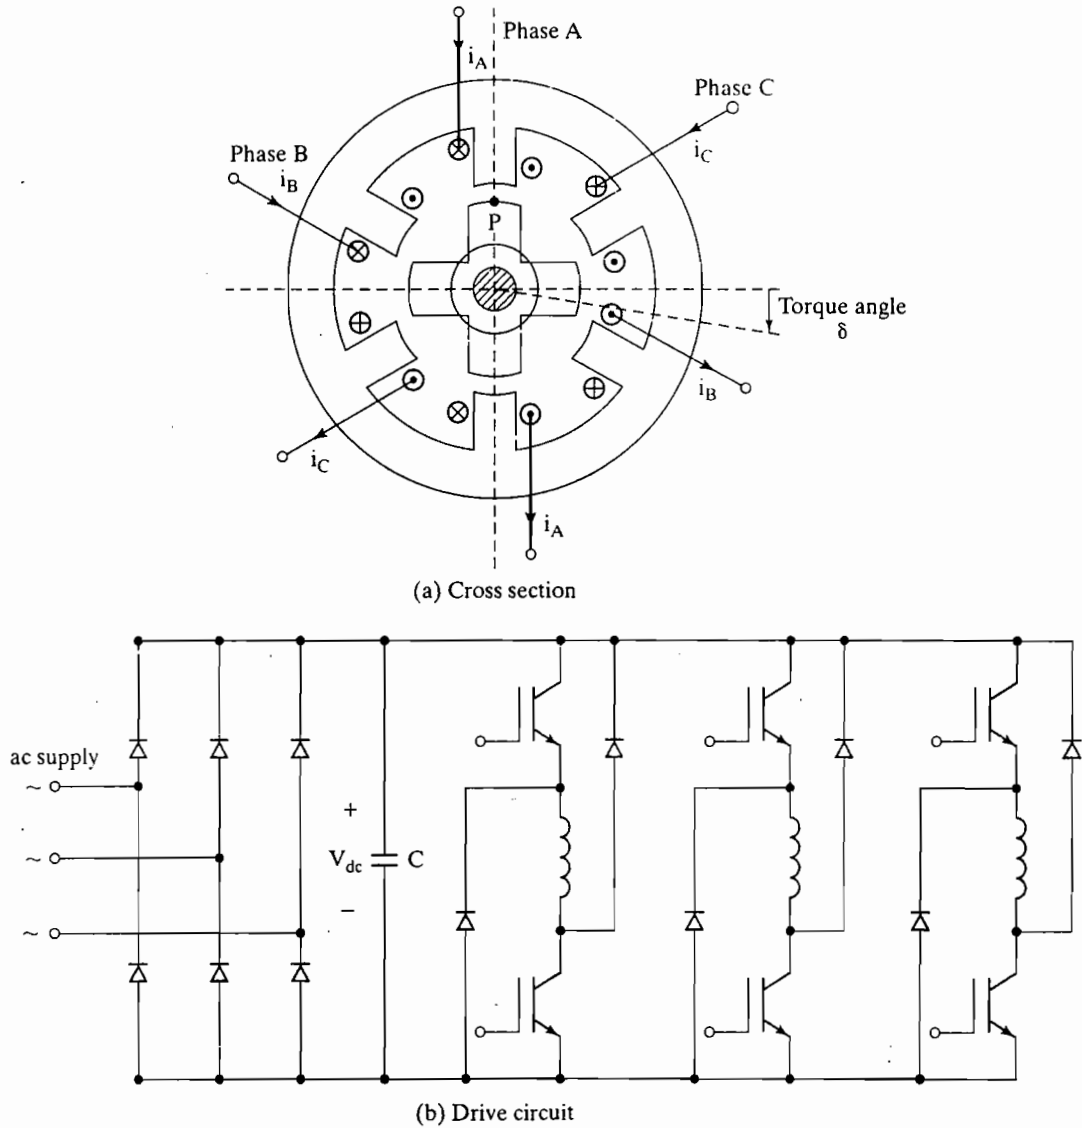 Phase A
i_A
Phase C
i_C
Phase B
i_B
P
Torque angle
δ
i_B
i_C
i_A
(a) Cross section
ac supply
~
+
~
V_dc
C
−
~
(b) Drive circuit